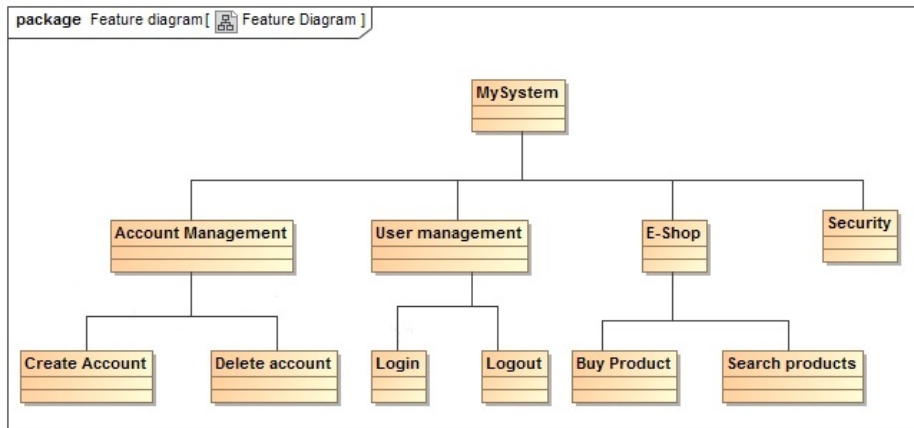 package Feature diagram [ Feature Diagram ]
MySystem
Account Management
User management
E-Shop
Security
Create Account
Delete account
Login
Logout
Buy Product
Search products